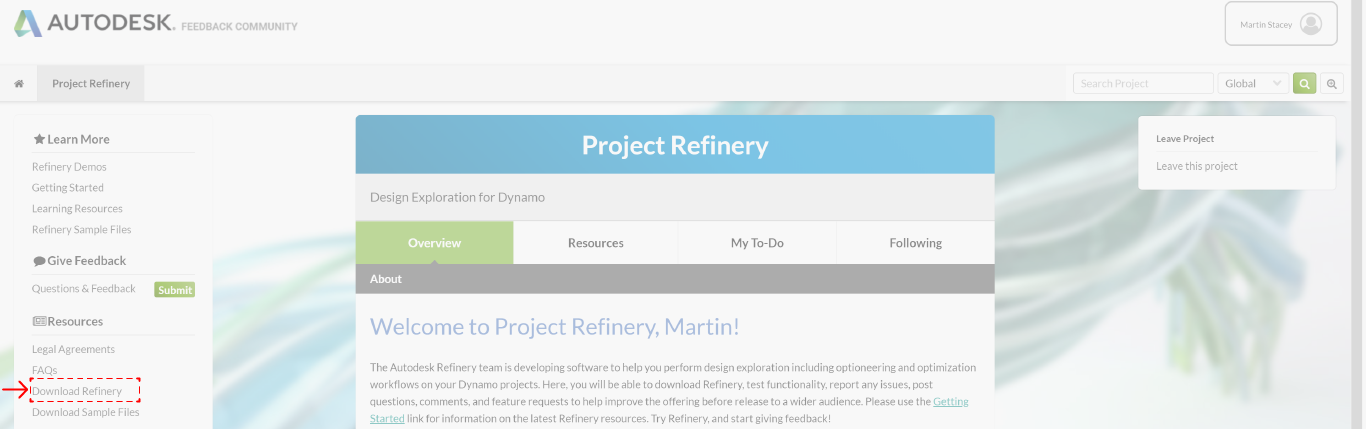 AUTODESK. FEEDBACK COMMUNITY
Martin Stacey
Project Refinery
Search Project
Global
Learn More
Refinery Demos
Getting Started
Learning Resources
Refinery Sample Files
Give Feedback
Questions & Feedback Submit
Resources
Legal Agreements
FAQs
Download Refinery
Download Sample Files
Project Refinery
Design Exploration for Dynamo
Overview Resources My To-Do Following
About
Welcome to Project Refinery, Martin!
The Autodesk Refinery team is developing software to help you perform design exploration including optioneering and optimization
workflows on your Dynamo projects. Here, you will be able to download Refinery, test functionality, report any issues, post
questions, comments, and feature requests to help improve the offering before release to a wider audience. Please use the Getting
Started link for information on the latest Refinery resources. Try Refinery, and start giving feedback!
Leave Project
Leave this project